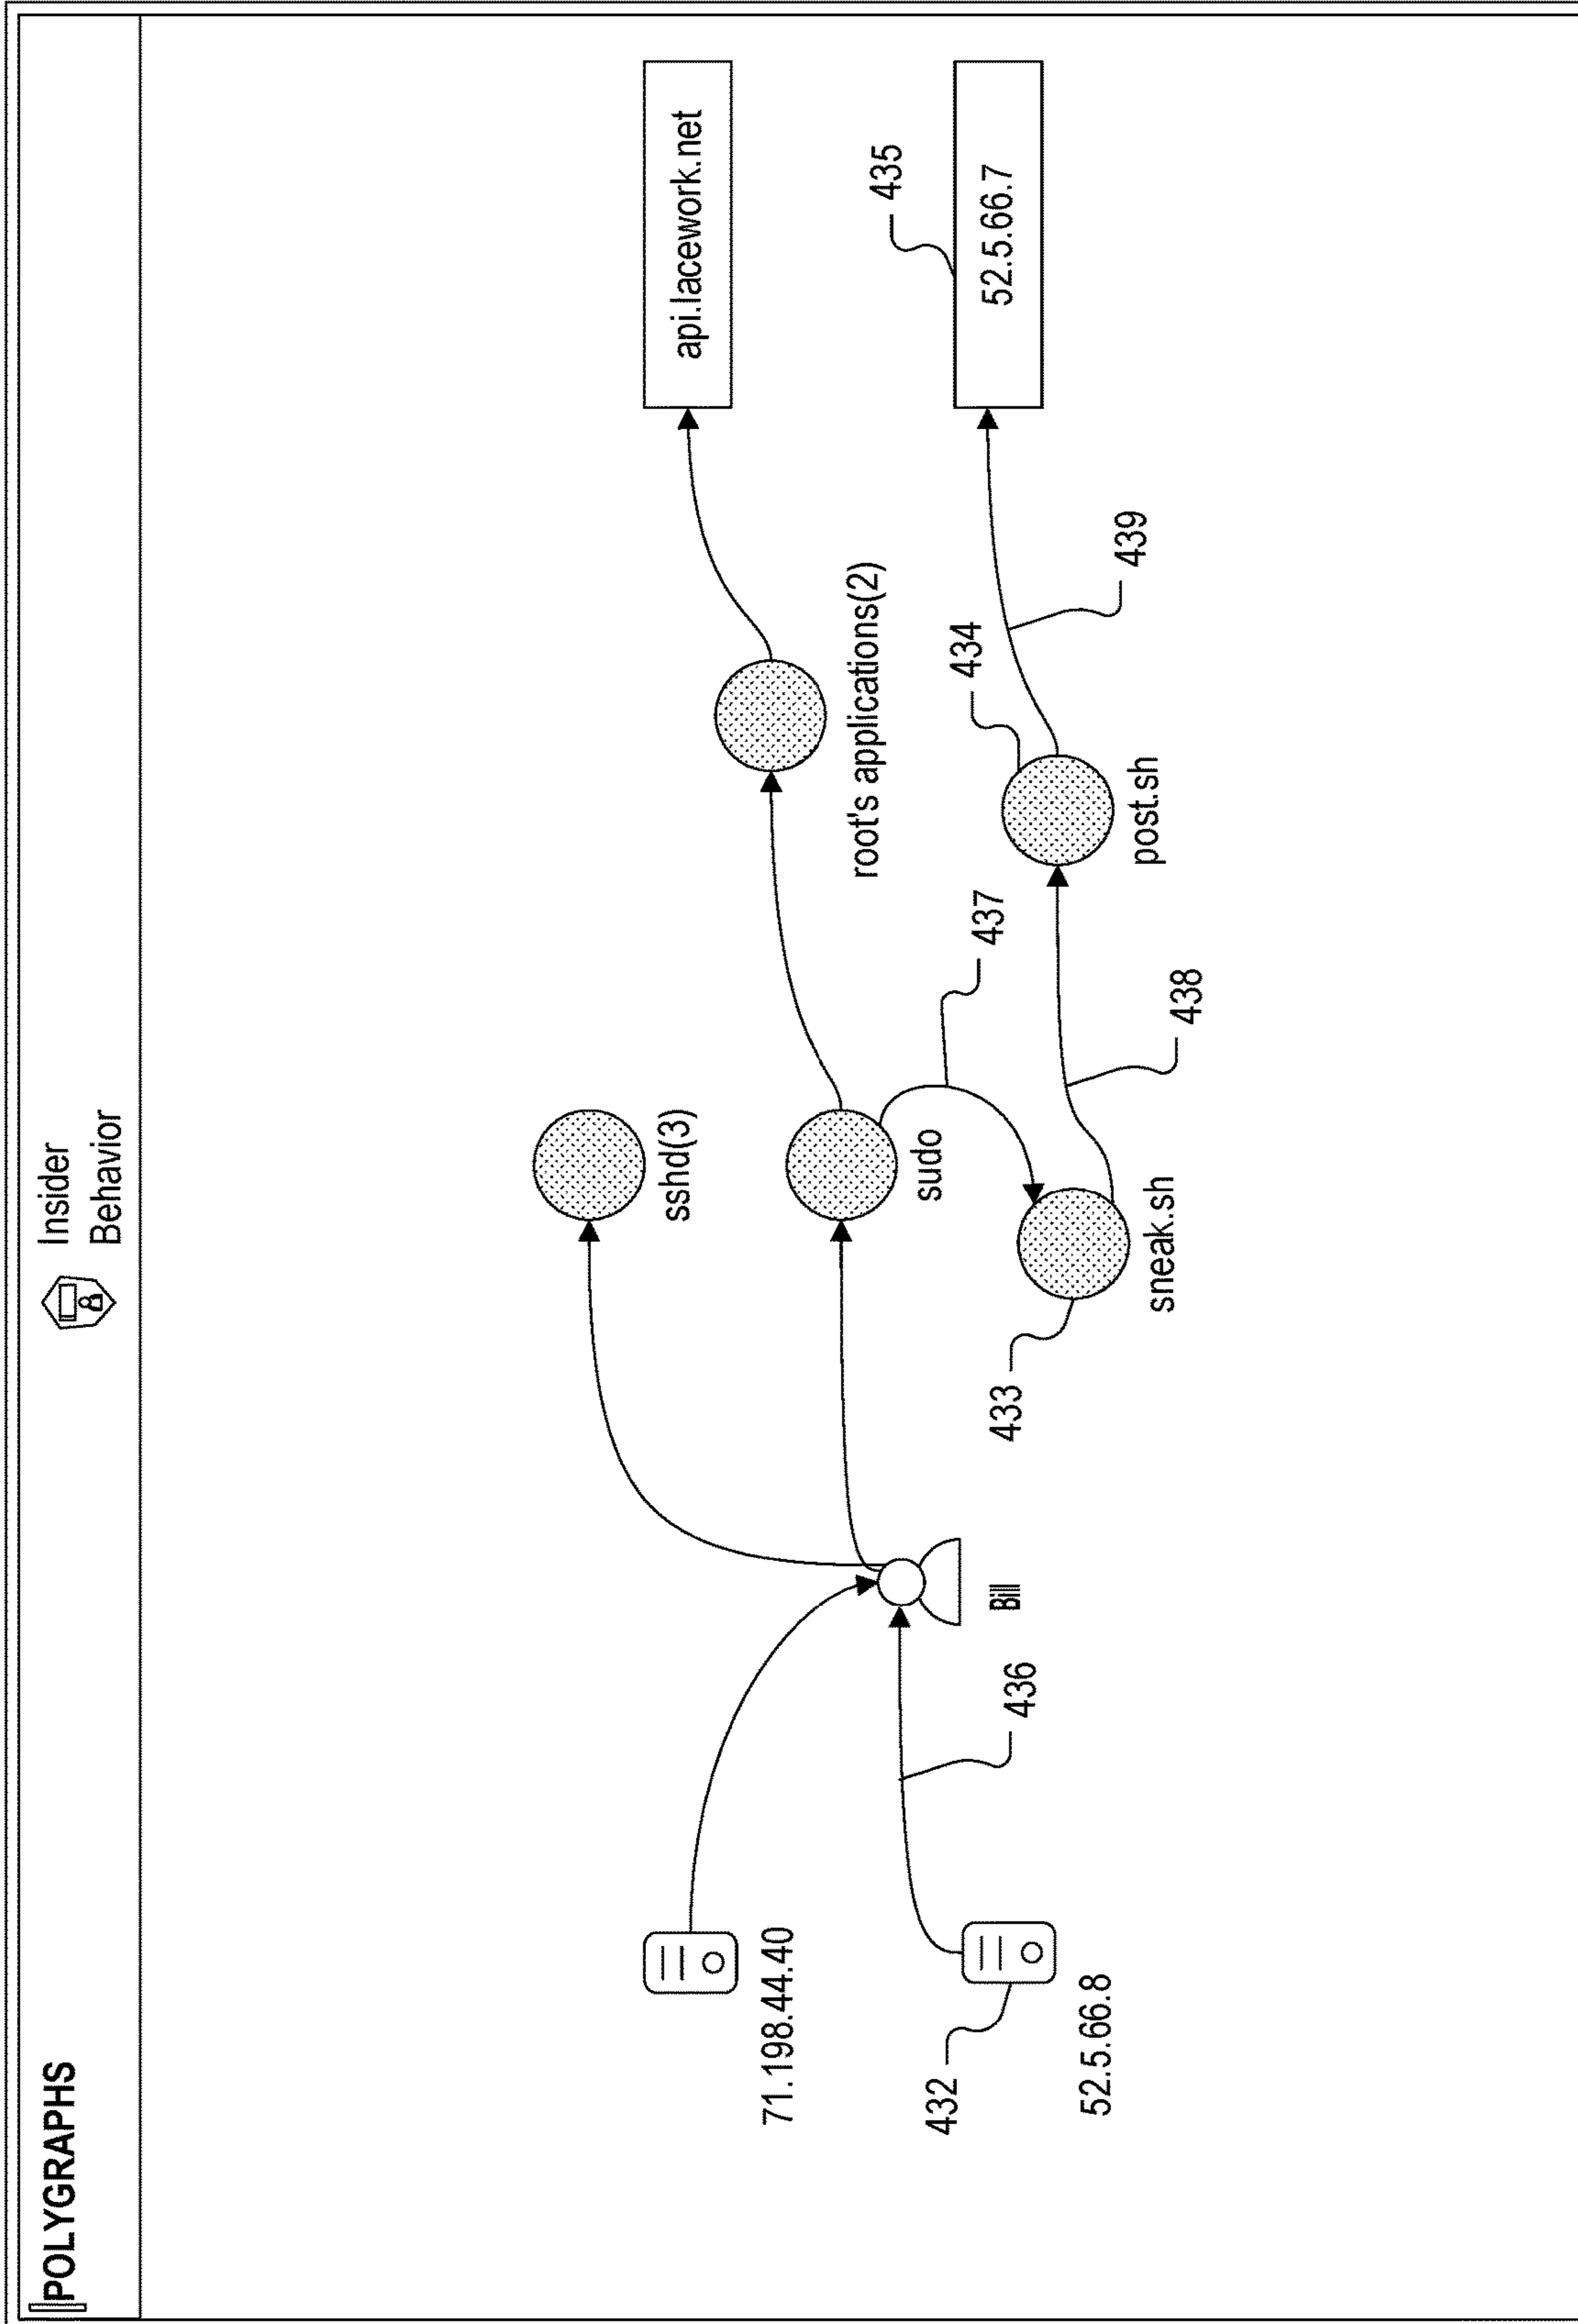 POLYGRAPHS
Insider
Behavior
71.198.44.40
432
52.5.66.8
436
Bill
sshd(3)
sudo
433
sneak.sh
437
438
root's applications(2)
434
post.sh
439
api.lacework.net
435
52.5.66.7